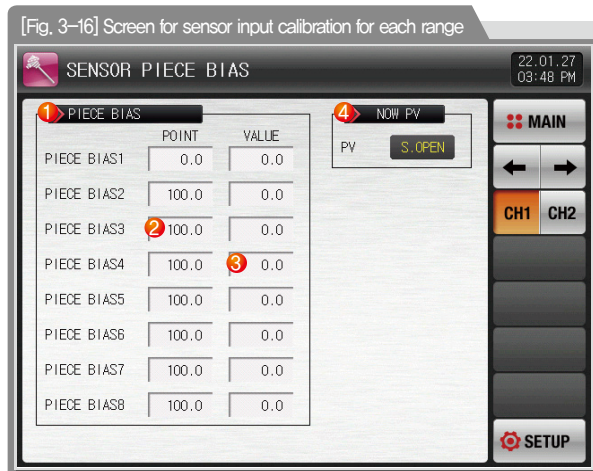 [Fig. 3-16] Screen for sensor input calibration for each range
SENSOR PIECE BIAS
22.01.27
03:48 PM
1 PIECE BIAS
POINT VALUE
PIECE BIAS1 0.0 0.0
PIECE BIAS2 100.0 0.0
PIECE BIAS3 2 100.0 0.0
PIECE BIAS4 100.0 3 0.0
PIECE BIAS5 100.0 0.0
PIECE BIAS6 100.0 0.0
PIECE BIAS7 100.0 0.0
PIECE BIAS8 100.0 0.0
4 NOW PV
PV S.OPEN
MAIN
← →
CH1 CH2
SETUP